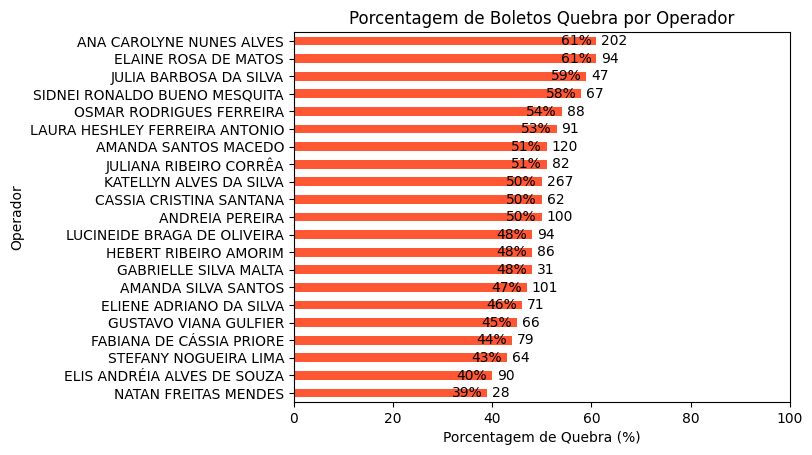 Porcentagem de Boletos Quebra por Operador
ANA CAROLYNE NUNES ALVES 61% 202
ELAINE ROSA DE MATOS 61% 94
JULIA BARBOSA DA SILVA 59% 47
SIDNEI RONALDO BUENO MESQUITA 58% 67
OSMAR RODRIGUES FERREIRA 54% 88
LAURA HESHLEY FERREIRA ANTONIO 53% 91
AMANDA SANTOS MACEDO 51% 120
JULIANA RIBEIRO CORRÊA 51% 82
KATELLYN ALVES DA SILVA 50% 267
CASSIA CRISTINA SANTANA 50% 62
ANDREIA PEREIRA 50% 100
LUCINEIDE BRAGA DE OLIVEIRA 48% 94
HEBERT RIBEIRO AMORIM 48% 86
GABRIELLE SILVA MALTA 48% 31
AMANDA SILVA SANTOS 47% 101
ELIENE ADRIANO DA SILVA 46% 71
GUSTAVO VIANA GULFIER 45% 66
FABIANA DE CÁSSIA PRIORE 44% 79
STEFANY NOGUEIRA LIMA 43% 64
ELIS ANDRÉIA ALVES DE SOUZA 40% 90
NATAN FREITAS MENDES 39% 28
Operador
0 20 40 60 80 100
Porcentagem de Quebra (%)